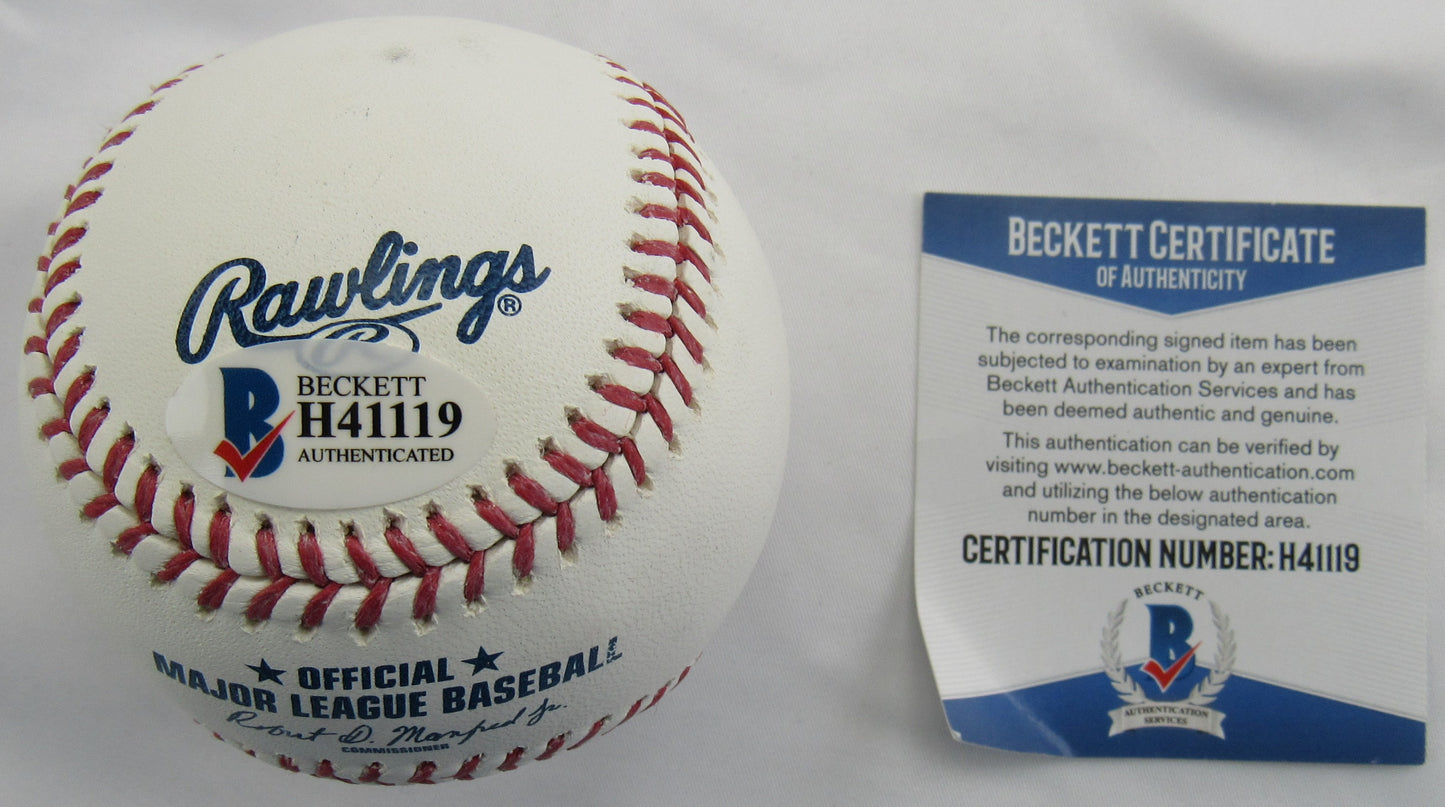 Rawlings®
BECKETT
H41119
AUTHENTICATED
OFFICIAL
MAJOR LEAGUE BASEBALL
Robert D. Manfred Jr.
COMMISSIONER
BECKETT CERTIFICATE
OF AUTHENTICITY
The corresponding signed item has been
subjected to examination by an expert from
Beckett Authentication Services and has
been deemed authentic and genuine.
This authentication can be verified by
visiting www.beckett-authentication.com
and utilizing the below authentication
number in the designated area.
CERTIFICATION NUMBER: H41119
BECKETT
B
AUTHENTICATION
SERVICES